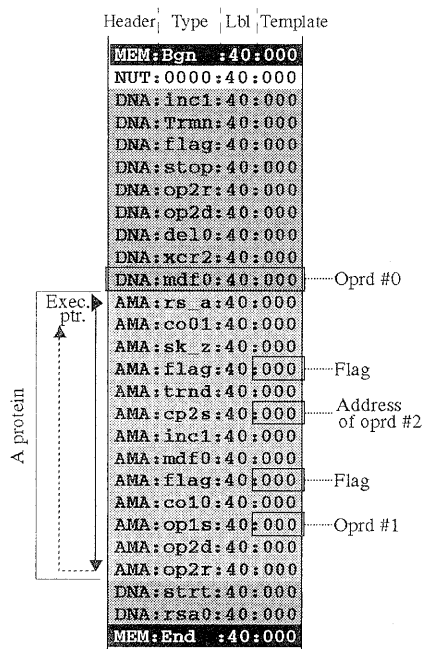 Header Type Lbl Template
MEM:Bgn :40:000
NUT:0000:40:000
DNA:inc1:40:000
DNA:Trmn:40:000
DNA:flag:40:000
DNA:stop:40:000
DNA:op2r:40:000
DNA:op2d:40:000
DNA:del0:40:000
DNA:xcr2:40:000
DNA:mdf0:40:000 Oprd #0
Exec. ptr. AMA:rs_a:40:000
AMA:co01:40:000
AMA:sk_z:40:000
AMA:flag:40:000 Flag
AMA:trnd:40:000
AMA:cp2s:40:000 Address of oprd #2
AMA:inc1:40:000
AMA:mdf0:40:000
AMA:flag:40:000 Flag
AMA:co10:40:000
AMA:op1s:40:000 Oprd #1
AMA:op2d:40:000
AMA:op2r:40:000
DNA:strt:40:000
DNA:rsa0:40:000
MEM:End :40:000
A protein